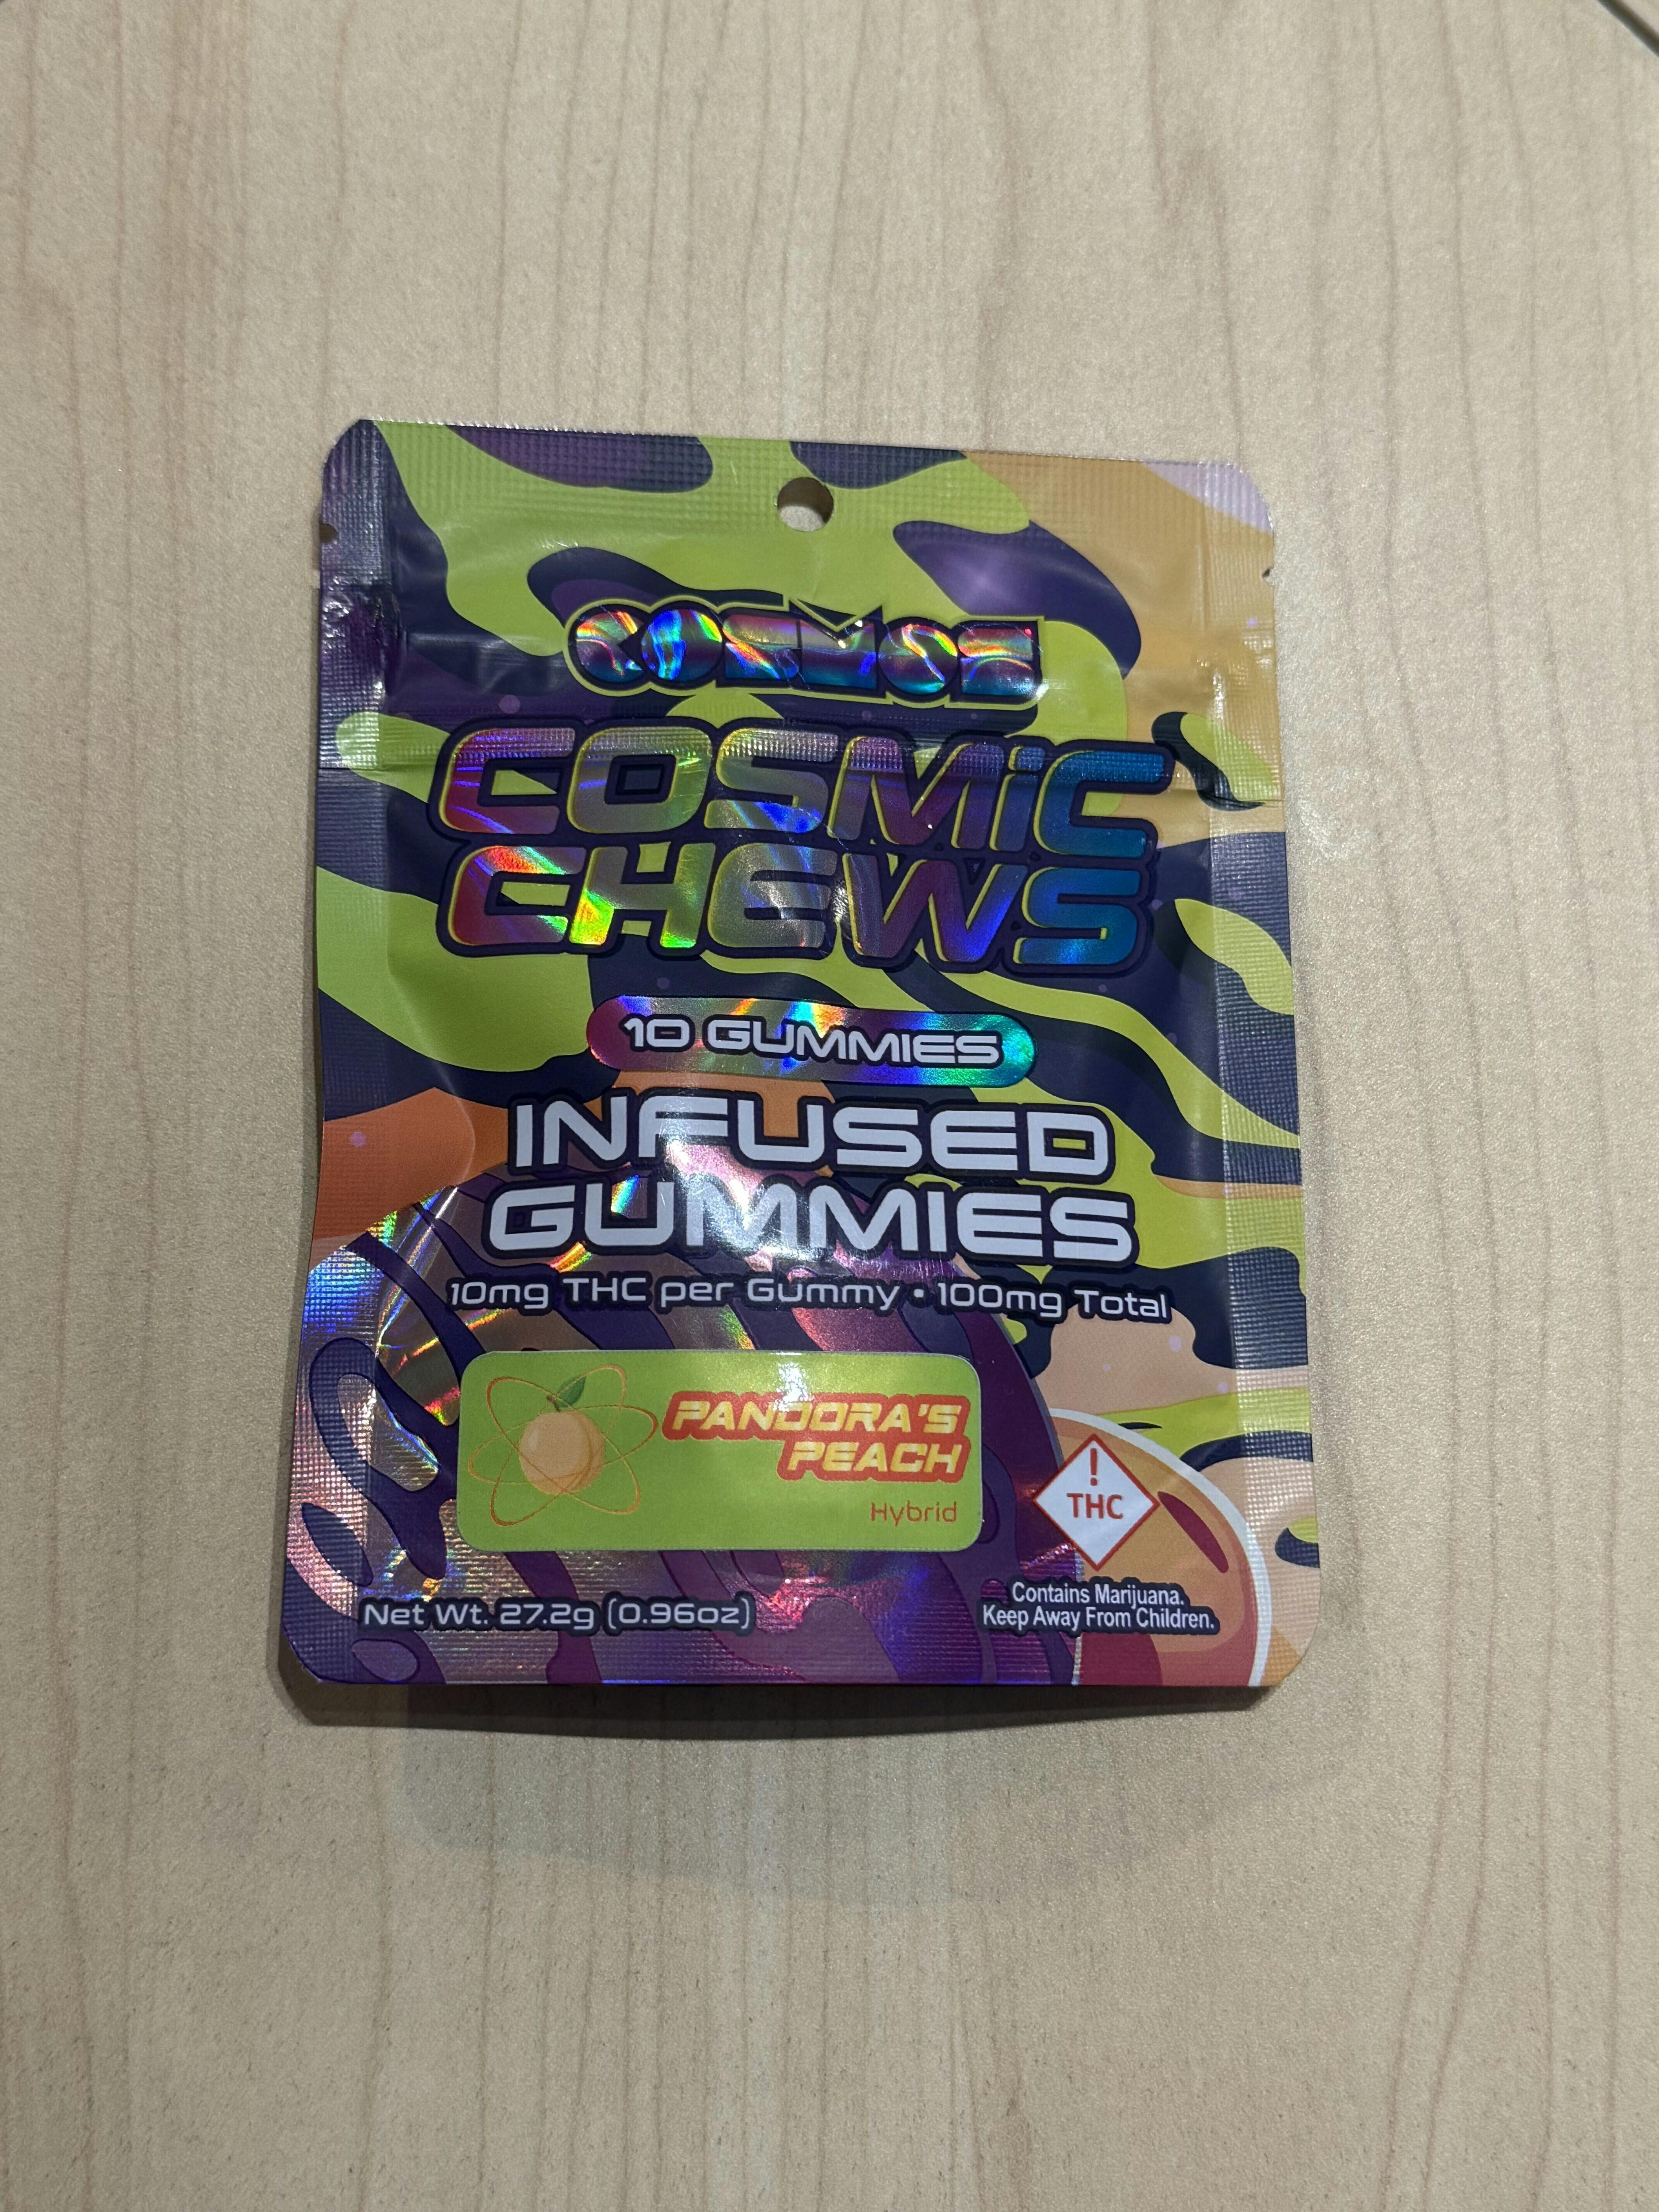 COSMOS
COSMiC
CHEWS
10 GUMMIES
INFUSED
GUMMIES
10mg THC per Gummy • 100mg Total
PANDORA'S
PEACH
Hybrid
!
THC
Contains Marijuana.
Keep Away From Children.
Net Wt. 27.2g (0.96oz)